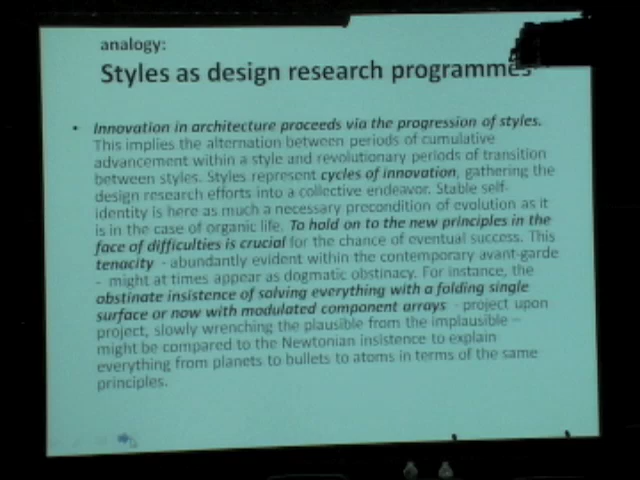 analogy:
Styles as design research programmes
• Innovation in architecture proceeds via the progression of styles.
This implies the alternation between periods of cumulative
advancement within a style and revolutionary periods of transition
between styles. Styles represent cycles of innovation, gathering the
design research efforts into a collective endeavor. Stable self-
identity is here as much a necessary precondition of evolution as it
is in the case of organic life. To hold on to the new principles in the
face of difficulties is crucial for the chance of eventual success. This
tenacity - abundantly evident within the contemporary avant-garde
- might at times appear as dogmatic obstinacy. For instance, the
obstinate insistence of solving everything with a folding single
surface or now with modulated component arrays - project upon
project, slowly wrenching the plausible from the implausible –
might be compared to the Newtonian insistence to explain
everything from planets to bullets to atoms in terms of the same
principles.